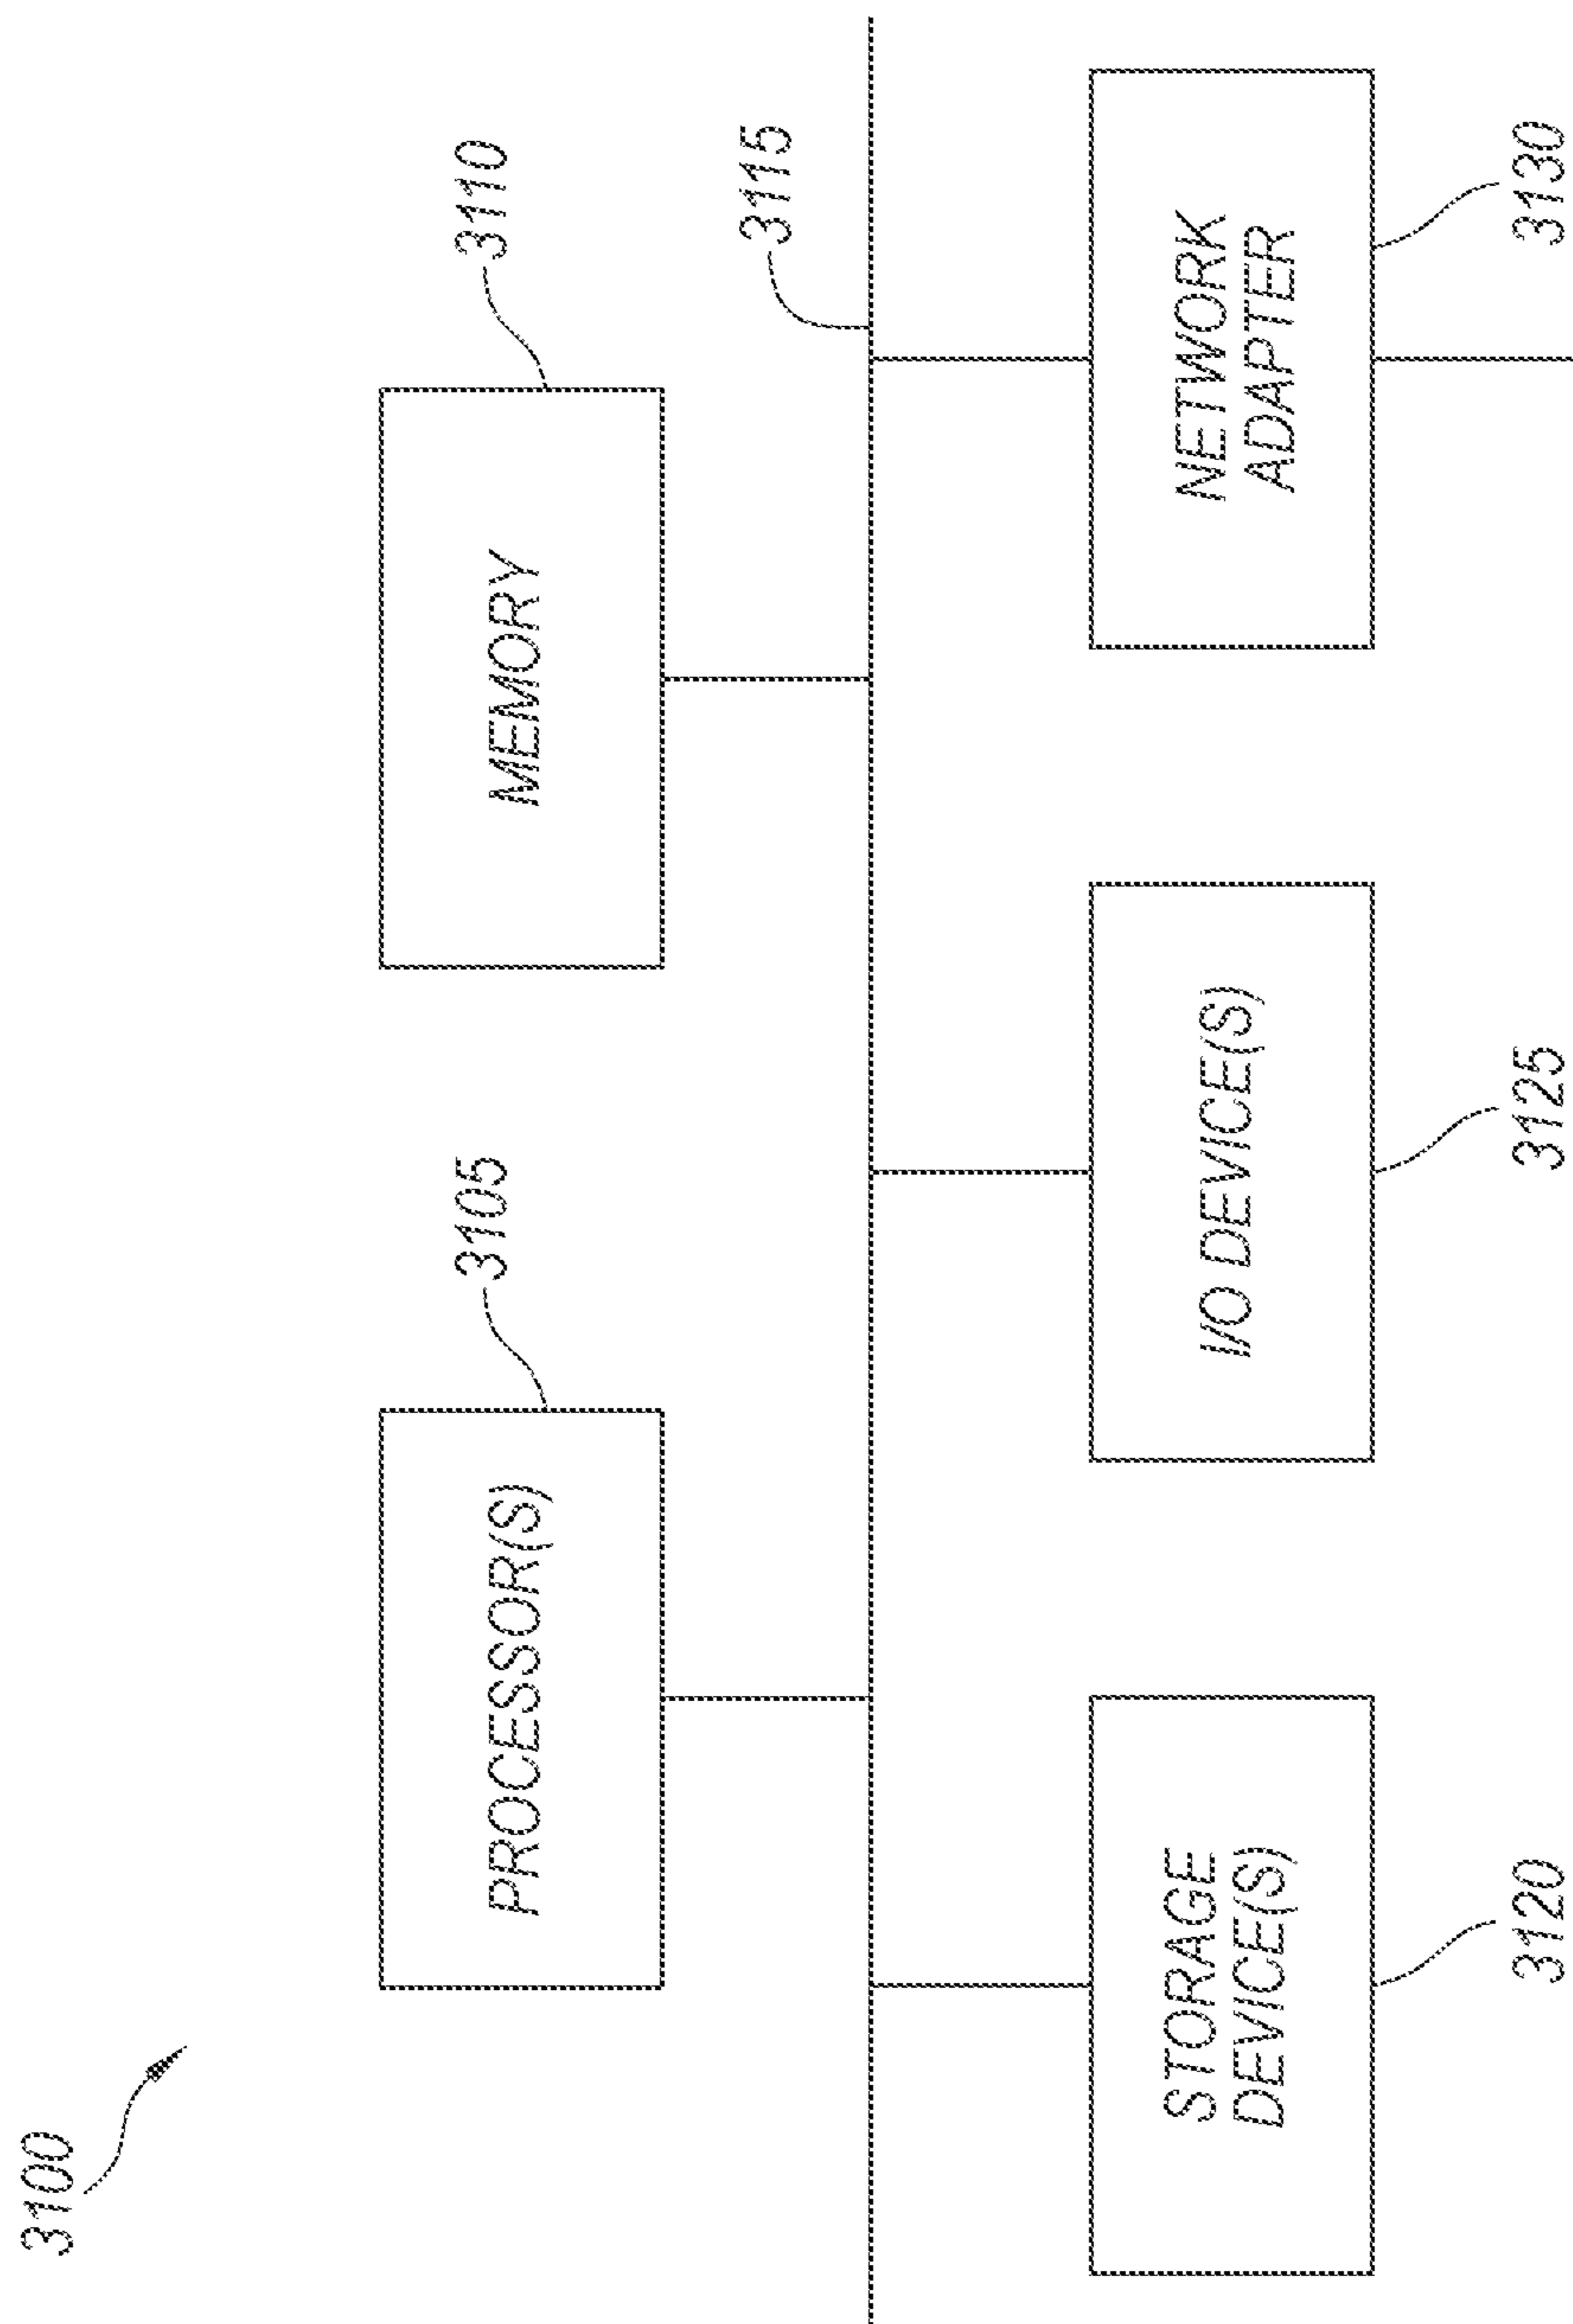 3100
PROCESSOR(S)
3105
MEMORY
3110
3115
STORAGE
DEVICE(S)
3120
I/O DEVICE(S)
3125
NETWORK
ADAPTER
3130